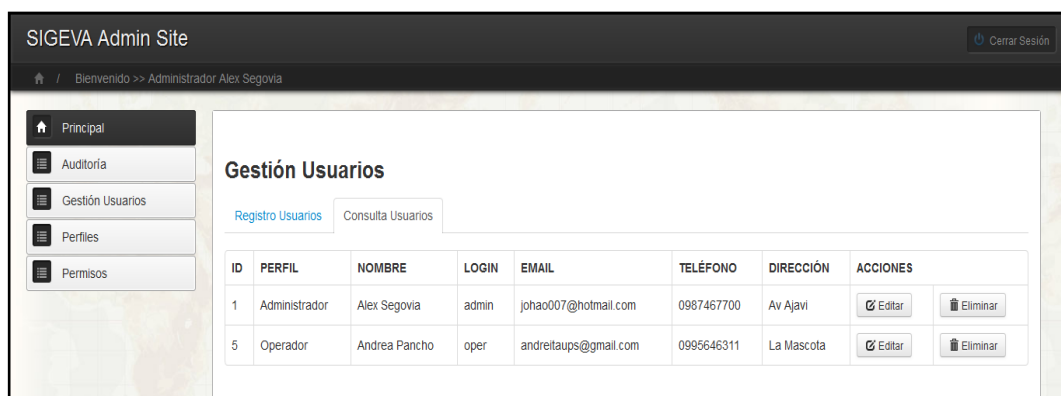 SIGEVA Admin Site
Cerrar Sesión
/ Bienvenido >> Administrador Alex Segovia
Principal
Auditoría
Gestión Usuarios
Perfiles
Permisos
Gestión Usuarios
Registro Usuarios Consulta Usuarios
ID PERFIL NOMBRE LOGIN EMAIL TELÉFONO DIRECCIÓN ACCIONES
1 Administrador Alex Segovia admin johao007@hotmail.com 0987467700 Av Ajavi Editar Eliminar
5 Operador Andrea Pancho oper andreitaups@gmail.com 0995646311 La Mascota Editar Eliminar